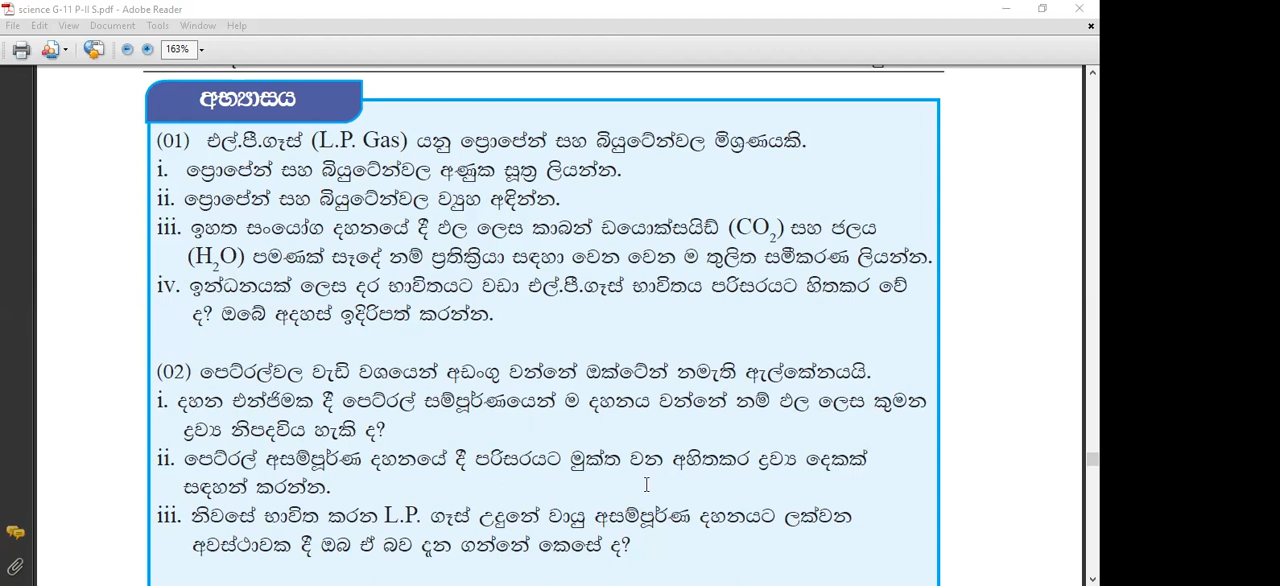 science G-11 P-II S.pdf - Adobe Reader
File Edit View Document Tools Window Help
163%
අභ්‍යාසය
(01) එල්.පී.ගෑස් (L.P. Gas) යනු ප්‍රොපේන් සහ බියුටේන්වල මිශ්‍රණයකි.
i. ප්‍රොපේන් සහ බියුටේන්වල අණුක සූත්‍ර ලියන්න.
ii. ප්‍රොපේන් සහ බියුටේන්වල ව්‍යුහ අඳින්න.
iii. ඉහත සංයෝග දහනයේ දී ඵල ලෙස කාබන් ඩයොක්සයිඩ් (CO₂) සහ ජලය
(H₂O) පමණක් සෑදේ නම් ප්‍රතික්‍රියා සඳහා වෙන වෙන ම තුලිත සමීකරණ ලියන්න.
iv. ඉන්ධනයක් ලෙස දර භාවිතයට වඩා එල්.පී.ගෑස් භාවිතය පරිසරයට හිතකර වේ
ද? ඔබේ අදහස් ඉදිරිපත් කරන්න.
(02) පෙට්‍රල්වල වැඩි වශයෙන් අඩංගු වන්නේ ඔක්ටේන් නමැති ඇල්කේනයයි.
i. දහන එන්ජිමක දී පෙට්‍රල් සම්පූර්ණයෙන් ම දහනය වන්නේ නම් ඵල ලෙස කුමන
ද්‍රව්‍ය නිපදවිය හැකි ද?
ii. පෙට්‍රල් අසම්පූර්ණ දහනයේ දී පරිසරයට මුක්ත වන අහිතකර ද්‍රව්‍ය දෙකක්
සඳහන් කරන්න.
iii. නිවසේ භාවිත කරන L.P. ගෑස් උදුනේ වායු අසම්පූර්ණ දහනයට ලක්වන
අවස්ථාවක දී ඔබ ඒ බව දැන ගන්නේ කෙසේ ද?